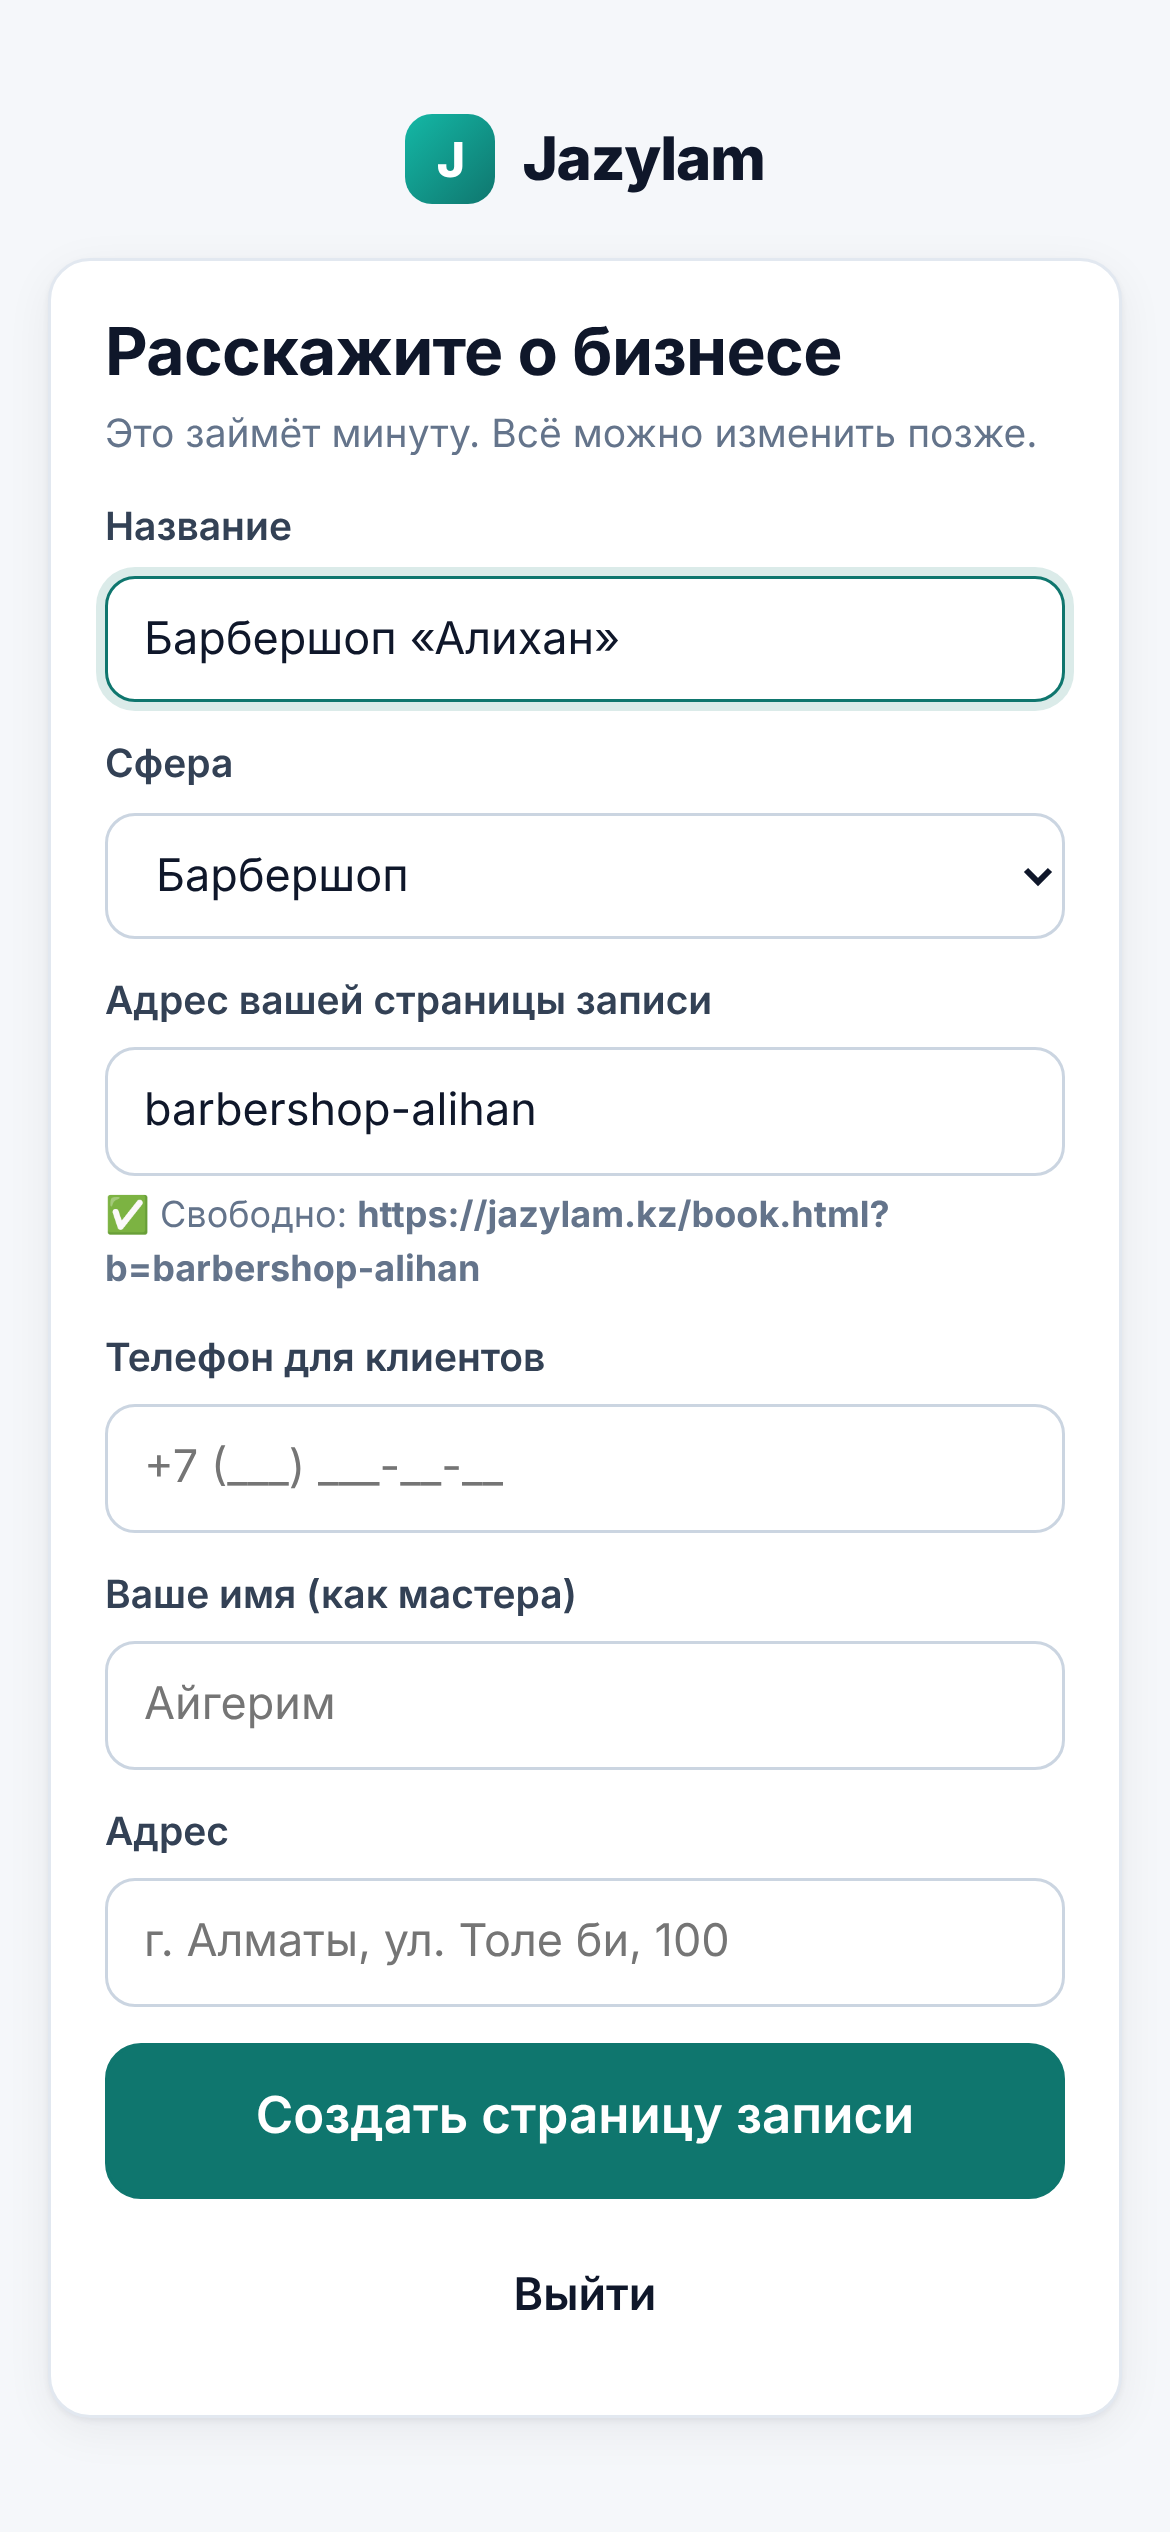 J Jazylam
Расскажите о бизнесе
Это займёт минуту. Всё можно изменить позже.
Название
Барбершоп «Алихан»
Сфера
Барбершоп
Адрес вашей страницы записи
barbershop-alihan
✅ Свободно: https://jazylam.kz/book.html?
b=barbershop-alihan
Телефон для клиентов
+7 (___) ___-__-__
Ваше имя (как мастера)
Айгерим
Адрес
г. Алматы, ул. Толе би, 100
Создать страницу записи
Выйти